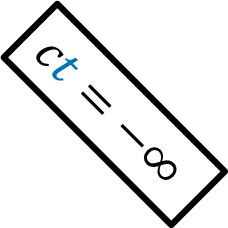 ct = −∞